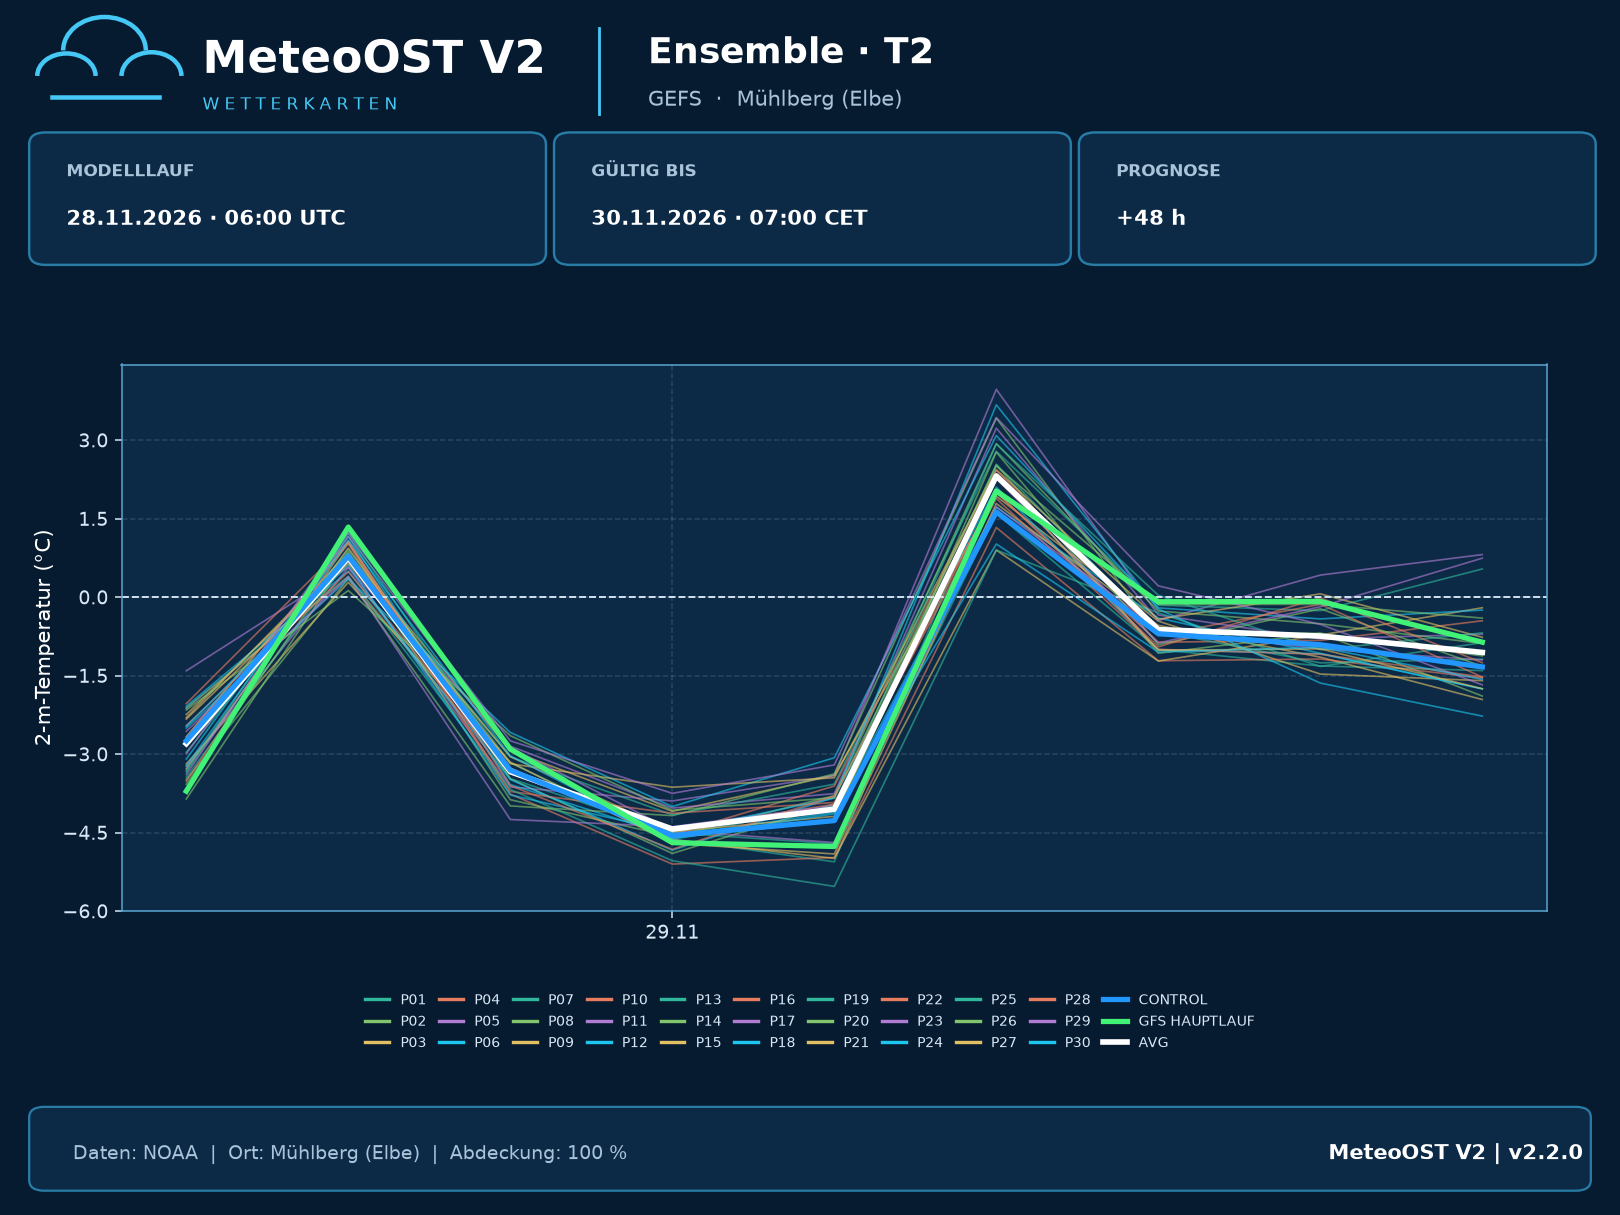 MeteoOST V2
WETTERKARTEN
Ensemble · T2
GEFS · Mühlberg (Elbe)
MODELLLAUF
28.11.2026 · 06:00 UTC
GÜLTIG BIS
30.11.2026 · 07:00 CET
PROGNOSE
+48 h
2-m-Temperatur (°C)
3.0
1.5
0.0
−1.5
−3.0
−4.5
−6.0
29.11
P01 P04 P07 P10 P13 P16 P19 P22 P25 P28 CONTROL
P02 P05 P08 P11 P14 P17 P20 P23 P26 P29 GFS HAUPTLAUF
P03 P06 P09 P12 P15 P18 P21 P24 P27 P30 AVG
Daten: NOAA | Ort: Mühlberg (Elbe) | Abdeckung: 100 %
MeteoOST V2 | v2.2.0